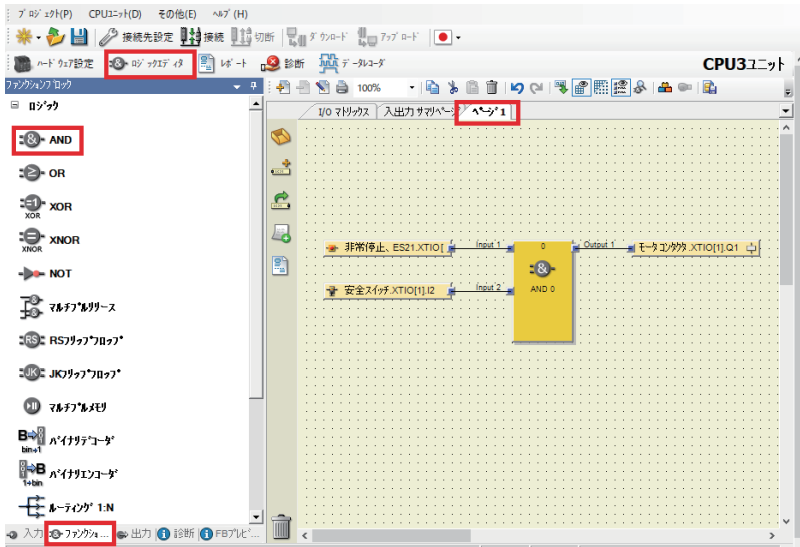 ﾌﾟﾛｼﾞｪｸﾄ(P) CPUﾕﾆｯﾄ(D) その他(E) ﾍﾙﾌﾟ(H)
接続先設定 接続 切断 ﾀﾞｳﾝﾛｰﾄﾞ ｱｯﾌﾟﾛｰﾄﾞ
ﾊｰﾄﾞｳｪｱ設定 ﾛｼﾞｯｸｴﾃﾞｨﾀ ﾚﾎﾟｰﾄ 診断 ﾃﾞｰﾀﾚｺｰﾀﾞ CPU3ﾕﾆｯﾄ
ﾌｧﾝｸｼｮﾝﾌﾞﾛｯｸ 100%
ﾛｼﾞｯｸ
I/O ﾏﾄﾘｯｸｽ 入出力 ｻﾏﾘﾍﾟｰｼﾞ ﾍﾟｰｼﾞ 1
AND
OR
XOR
XOR
XNOR
XNOR
NOT
ﾏﾙﾁﾌﾟﾙﾘﾘｰｽ
RS RSﾌﾘｯﾌﾟﾌﾛｯﾌﾟ
JK JKﾌﾘｯﾌﾟﾌﾛｯﾌﾟ
ﾏﾙﾁﾌﾟﾙﾒﾓﾘ
B
bin→1
ﾊﾞｲﾅﾘﾃﾞｺｰﾀﾞ
B
1→bin
ﾊﾞｲﾅﾘｴﾝｺｰﾀﾞ
ﾙｰﾃｨﾝｸﾞ 1:N
入力 ﾌｧﾝｸｼｮ... 出力 診断 FBﾌﾟﾚﾋﾞ...
非常停止、ES21.XTIO[ Input 1 0 Output 1 ﾓｰﾀ ｺﾝﾀｸﾀ.XTIO[1].Q1
&
安全ｽｲｯﾁ.XTIO[1].I2 Input 2 AND 0